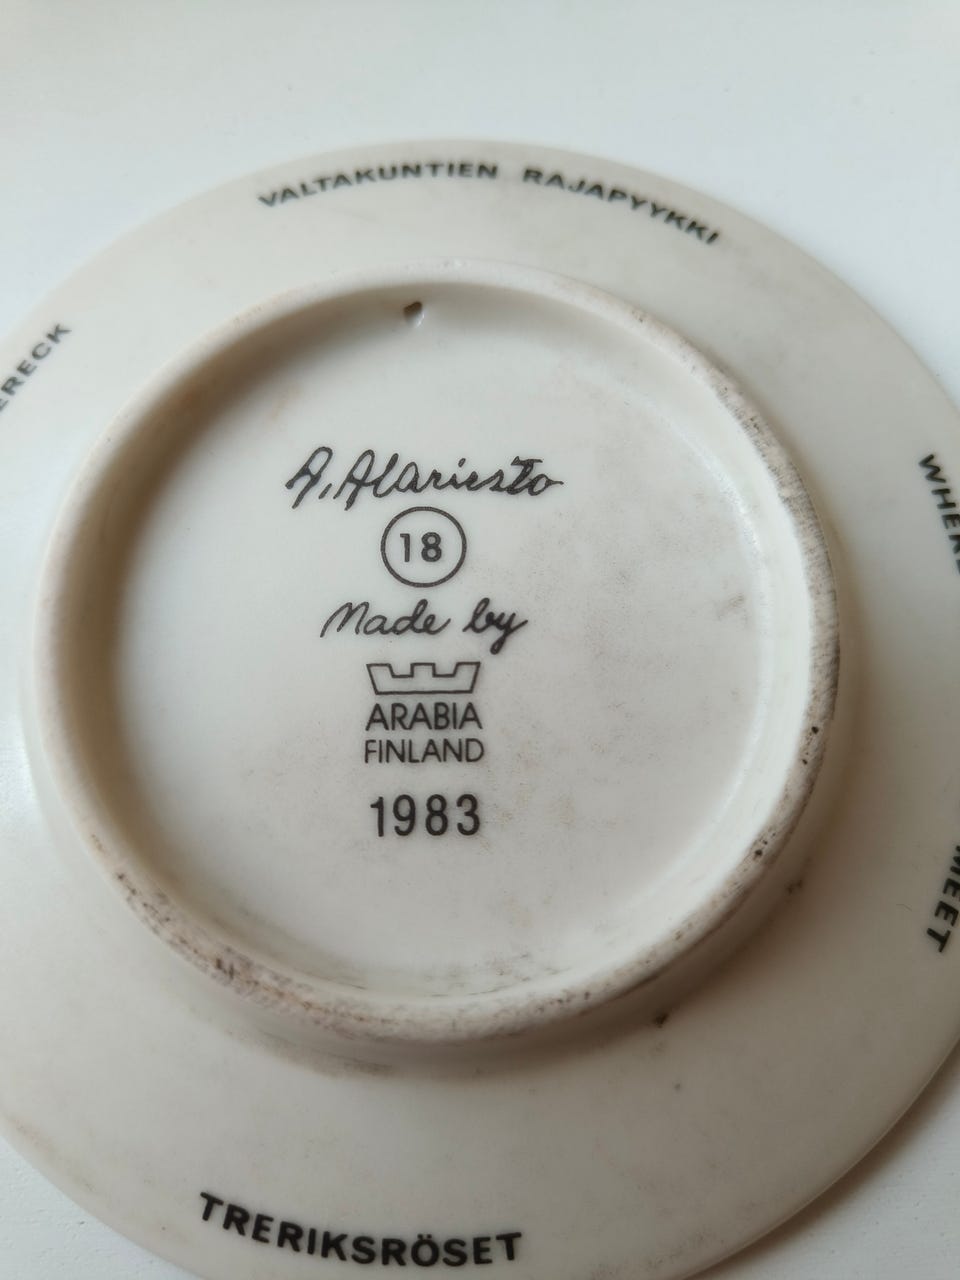 VALTAKUNTIEN RAJAPYYKKI
A. Alariesto
18
Made by
ARABIA
FINLAND
1983
MEET
TRERIKSRÖSET